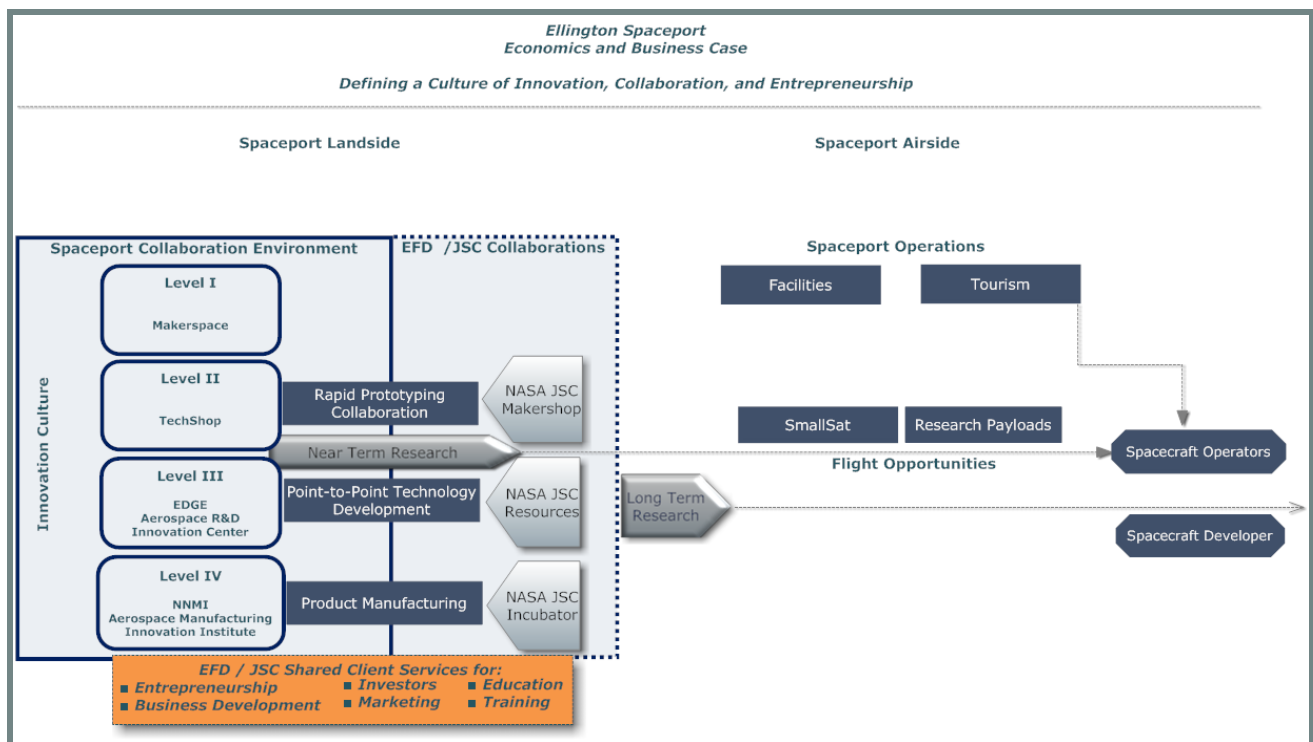 Ellington Spaceport
Economics and Business Case
Defining a Culture of Innovation, Collaboration, and Entrepreneurship
Spaceport Landside
Spaceport Airside
Spaceport Collaboration Environment
EFD /JSC Collaborations
Innovation Culture
Level I
Makerspace
Level II
TechShop
Rapid Prototyping
Collaboration
NASA JSC
Makershop
Near Term Research
Level III
EDGE
Aerospace R&D
Innovation Center
Point-to-Point Technology
Development
NASA JSC
Resources
Level IV
NNMI
Aerospace Manufacturing
Innovation Institute
Product Manufacturing
NASA JSC
Incubator
EFD / JSC Shared Client Services for:
■ Entrepreneurship
■ Business Development
■ Investors
■ Marketing
■ Education
■ Training
Long Term
Research
Spaceport Operations
Facilities
Tourism
SmallSat
Research Payloads
Flight Opportunities
Spacecraft Operators
Spacecraft Developer